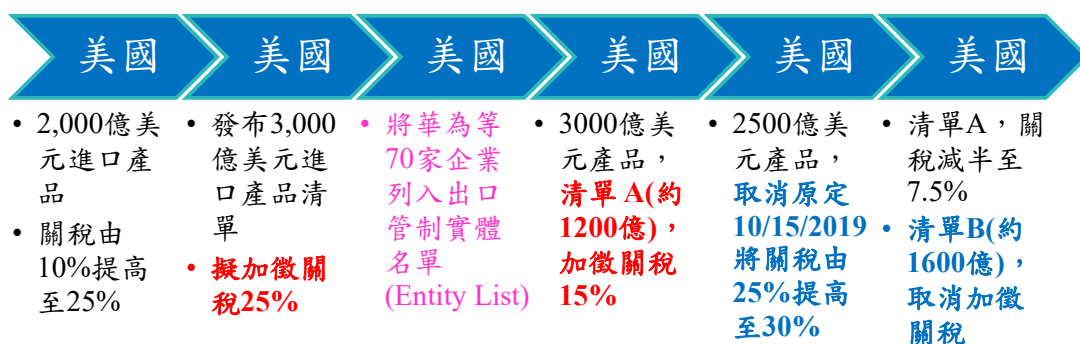 美國
美國
美國
美國
美國
美國
• 2,000億美
元進口產
品
• 關稅由
10%提高
至25%
• 發布3,000
億美元進
口產品清
單
• 擬加徵關
稅25%
• 將華為等
70家企業
列入出口
管制實體
名單
(Entity List)
• 3000億美
元產品，
清單 A(約
1200億)，
加徵關稅
15%
• 2500億美
元產品，
取消原定
10/15/2019
將關稅由
25%提高
至30%
• 清單A，關
稅減半至
7.5%
• 清單B(約
1600億)，
取消加徵
關稅